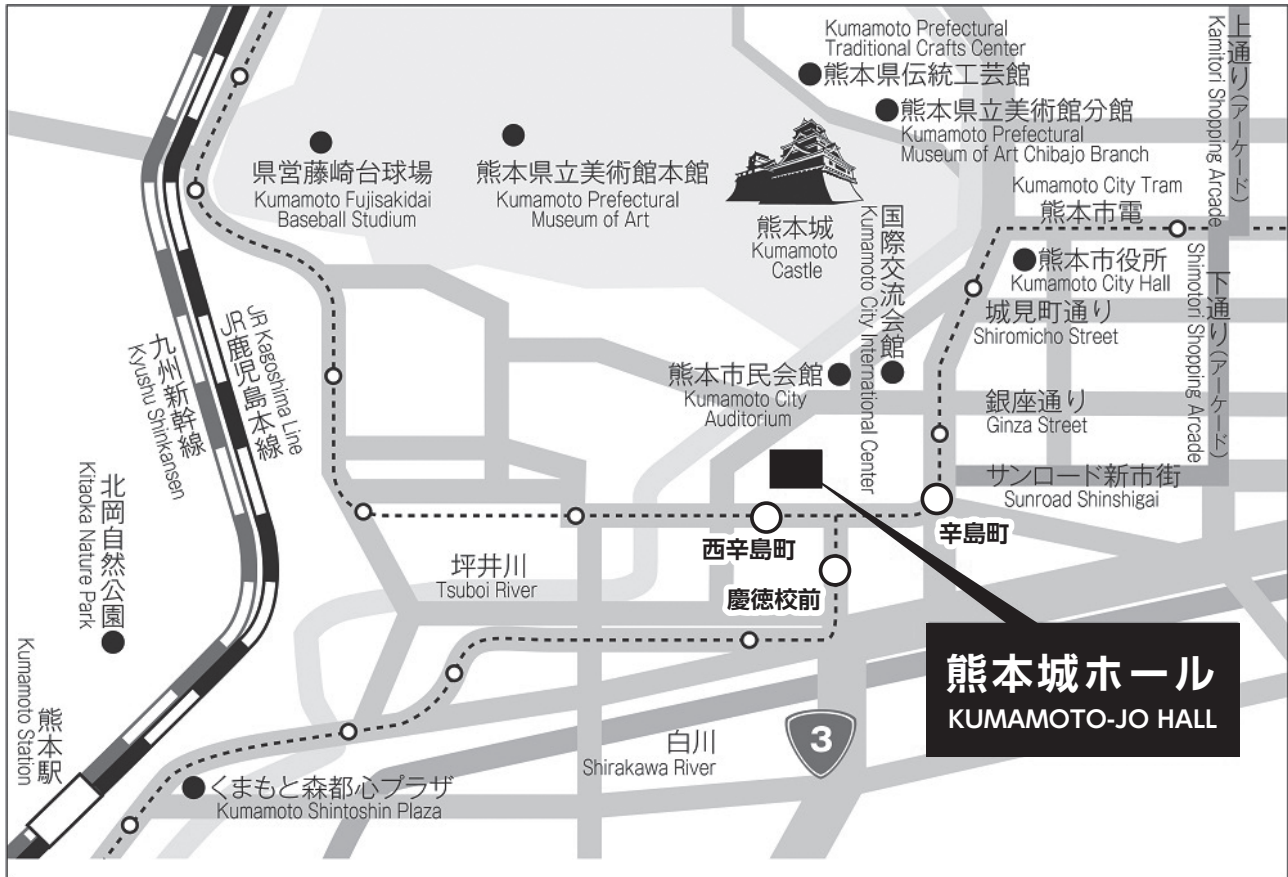 Kumamoto Prefectural
Traditional Crafts Center
熊本県伝統工芸館
熊本県立美術館分館
Kumamoto Prefectural
Museum of Art Chibajo Branch
上通り(アーケード)
Kamitori Shopping Arcade
県営藤崎台球場
Kumamoto Fujisakidai
Baseball Studium
熊本県立美術館本館
Kumamoto Prefectural
Museum of Art
熊本城
Kumamoto
Castle
国際交流会館
Kumamoto City International Center
Kumamoto City Tram
熊本市電
熊本市役所
Kumamoto City Hall
城見町通り
Shiromicho Street
下通り(アーケード)
Shimotori Shopping Arcade
JR Kagoshima Line
JR鹿児島本線
九州新幹線
Kyushu Shinkansen
熊本市民会館
Kumamoto City
Auditorium
銀座通り
Ginza Street
サンロード新市街
Sunroad Shinshigai
北岡自然公園
Kitaoka Nature Park
西辛島町
辛島町
坪井川
Tsuboi River
慶徳校前
熊本城ホール
KUMAMOTO-JO HALL
熊本駅
Kumamoto Station
白川
Shirakawa River
3
くまもと森都心プラザ
Kumamoto Shintoshin Plaza